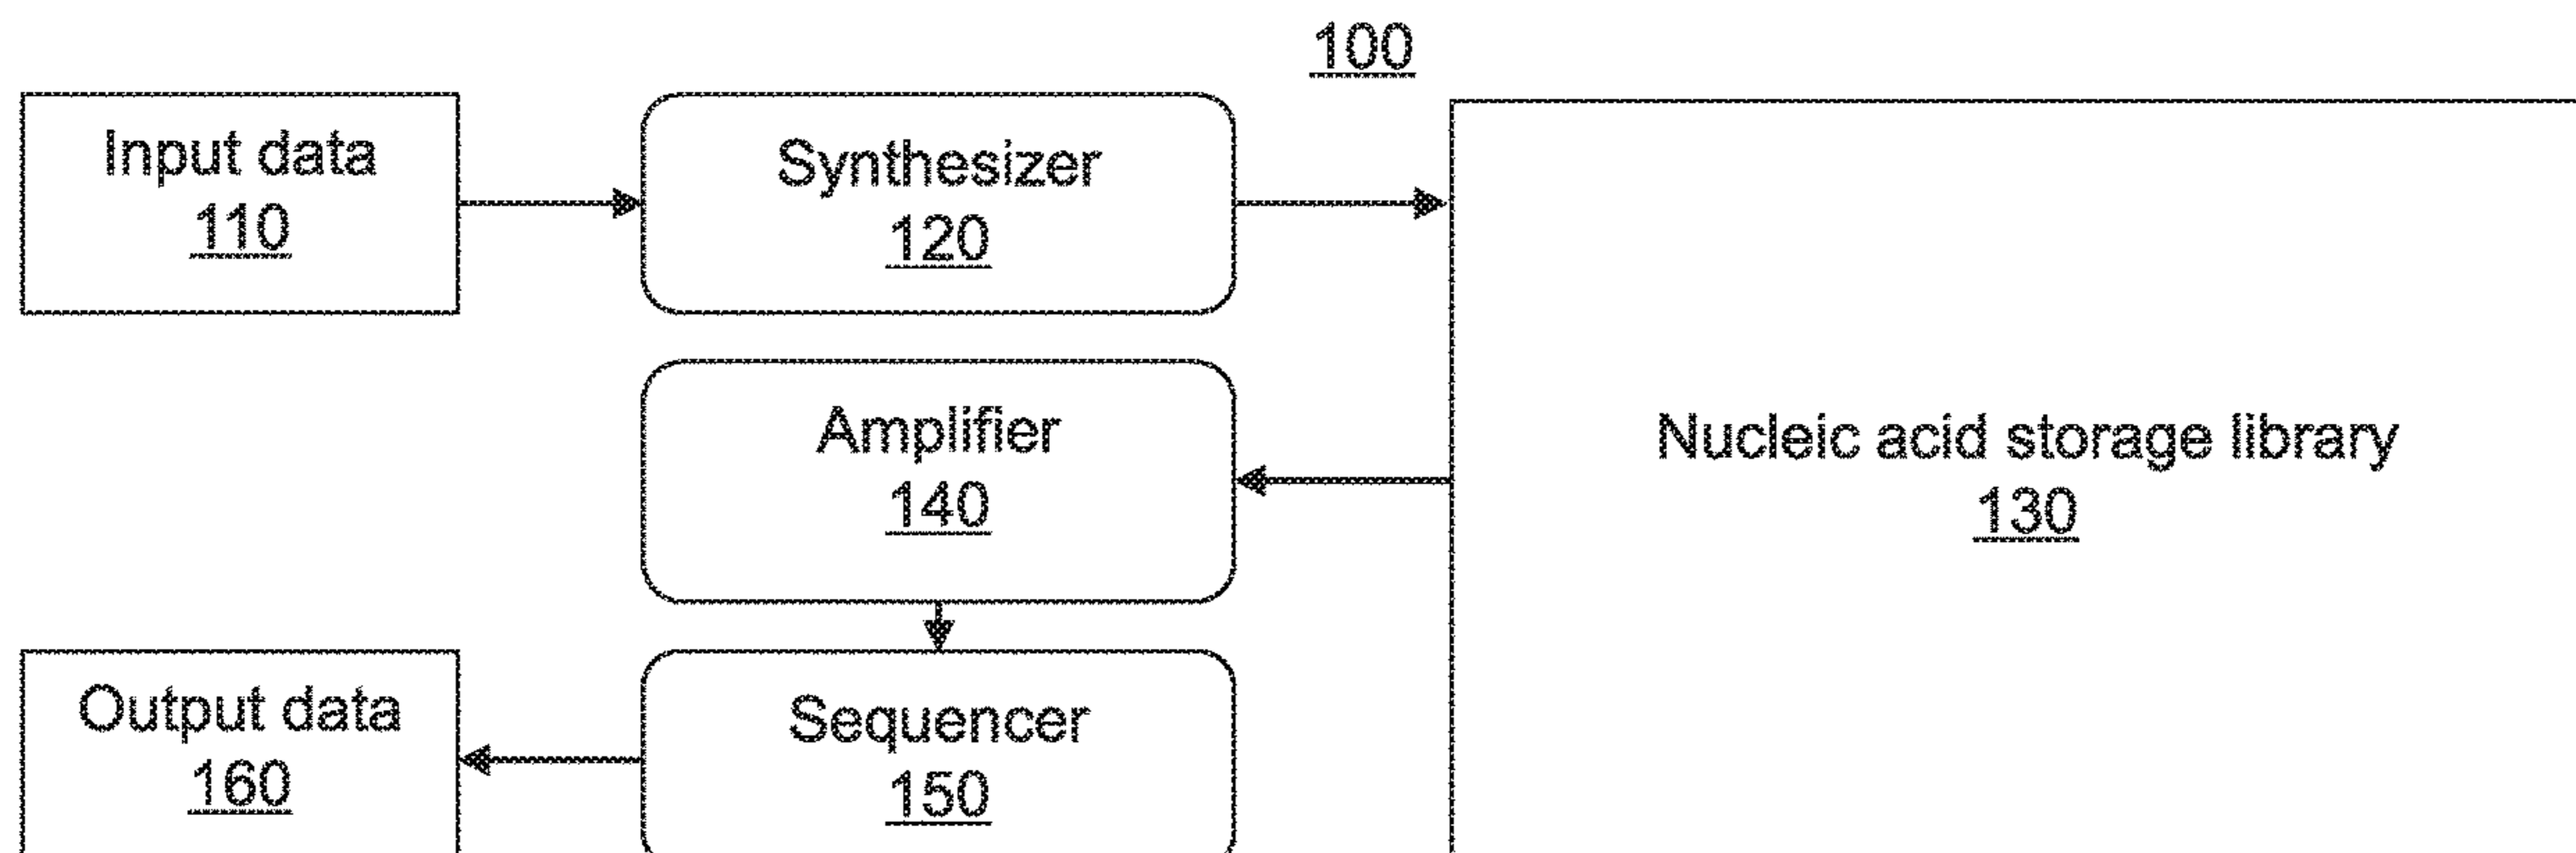 100
Input data
110
Synthesizer
120
Amplifier
140
Nucleic acid storage library
130
Output data
160
Sequencer
150